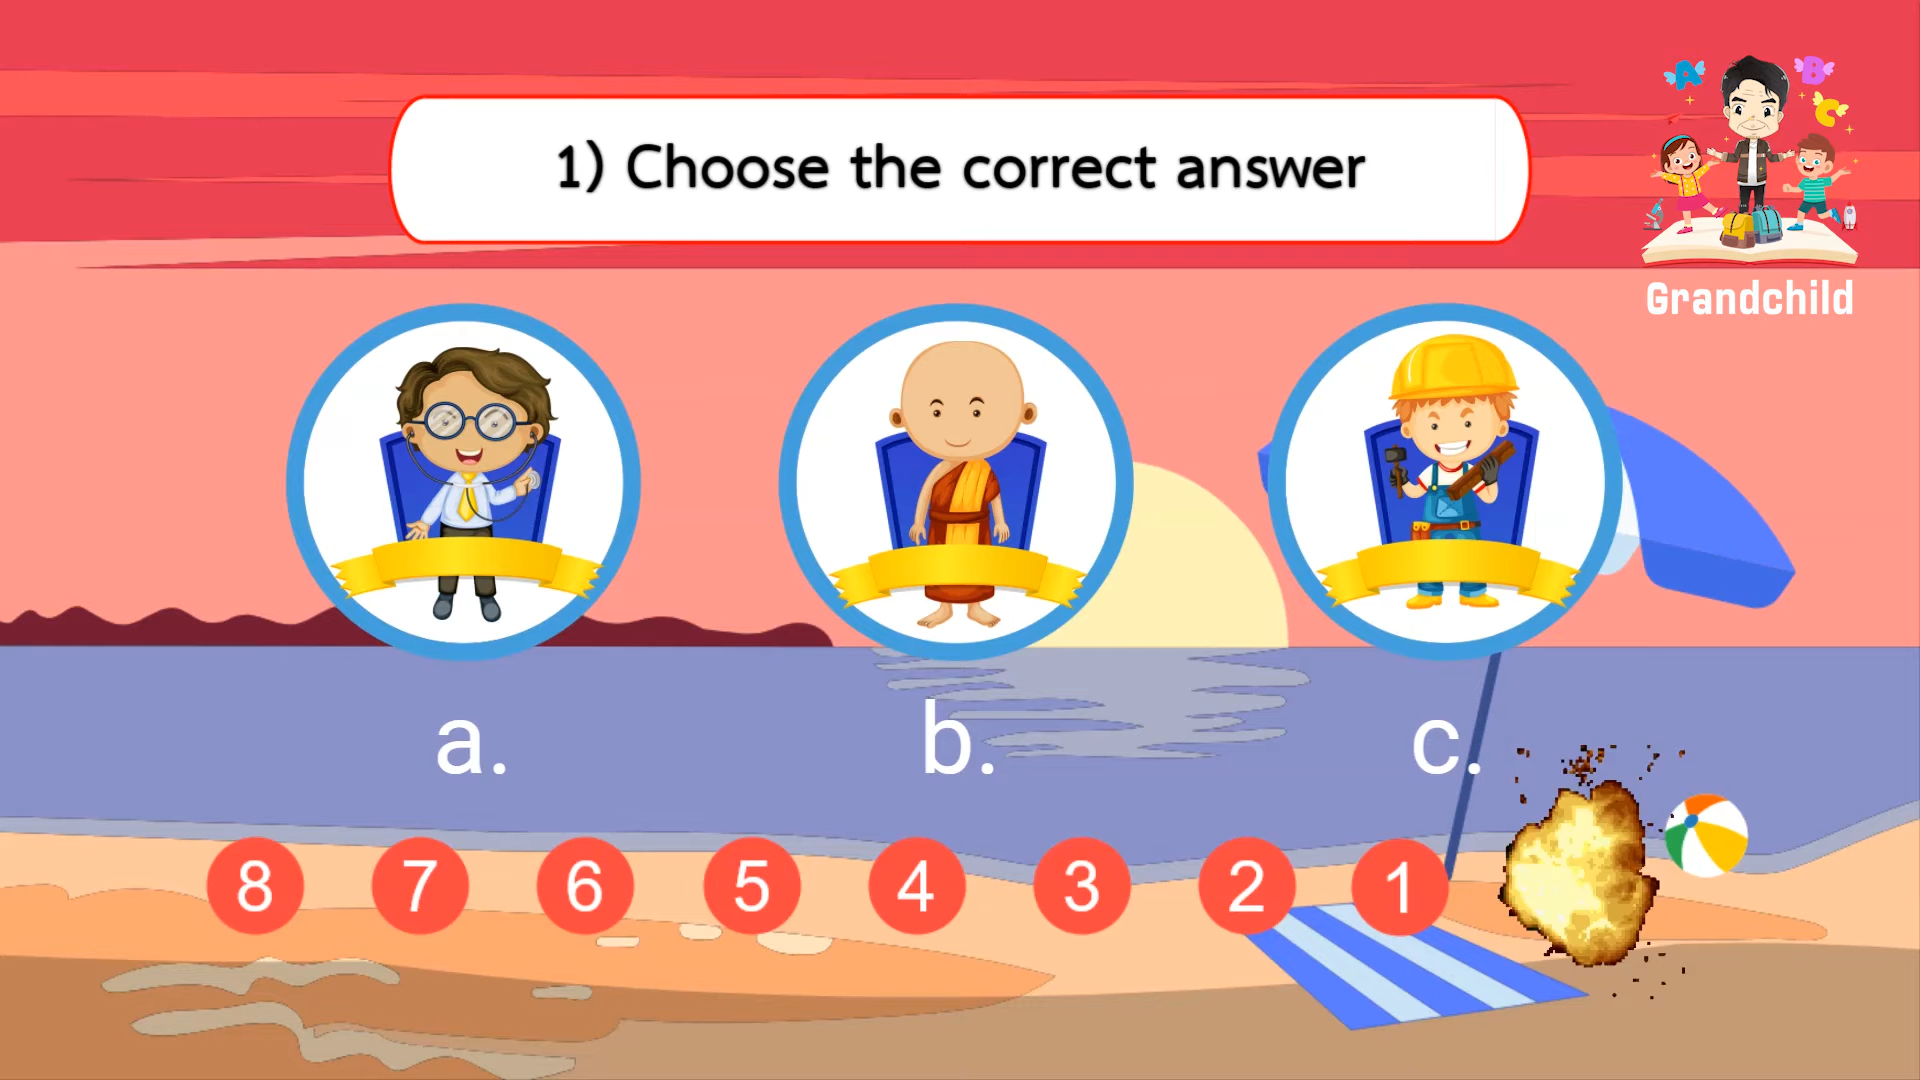 1) Choose the correct answer
A B C
Grandchild
a. b. c.
8 7 6 5 4 3 2 1